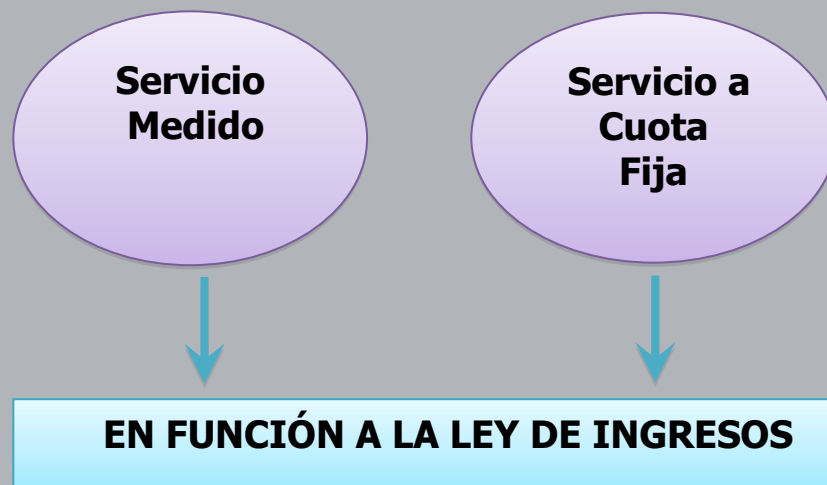 Servicio
Medido
Servicio a
Cuota
Fija
EN FUNCIÓN A LA LEY DE INGRESOS